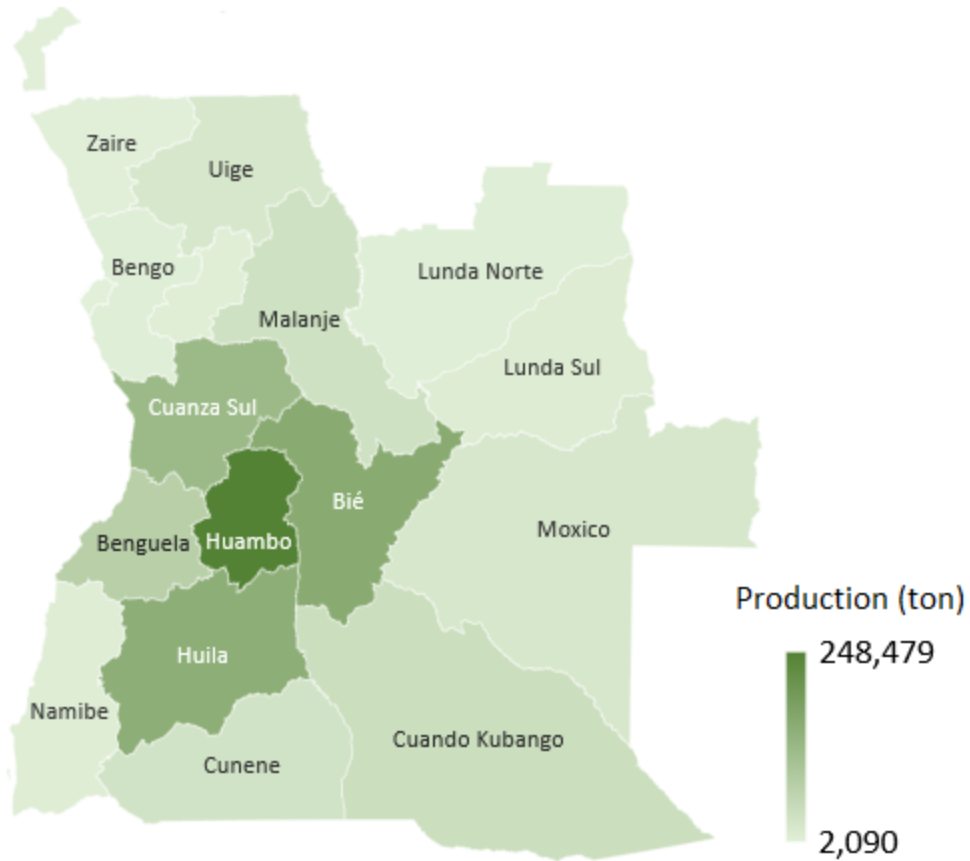 Zaire
Uige
Bengo
Lunda Norte
Malanje
Lunda Sul
Cuanza Sul
Bié
Moxico
Benguela
Huambo
Production (ton)
248,479
Huila
Namibe
Cuando Kubango
Cunene
2,090